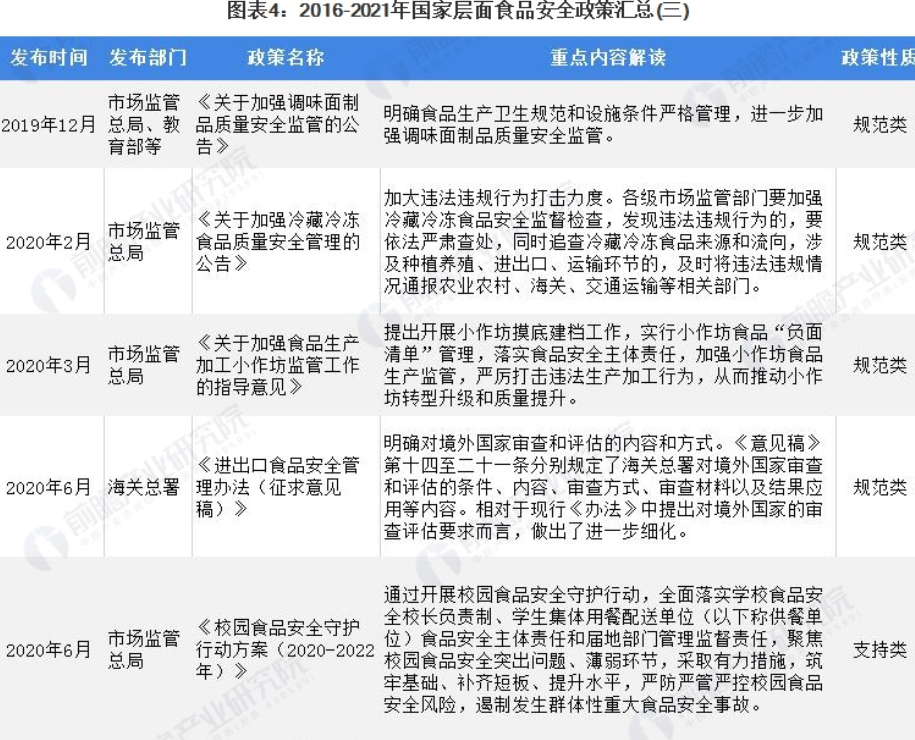 图表4：2016-2021年国家层面食品安全政策汇总(三)
发布时间 发布部门 政策名称 重点内容解读 政策性质
2019年12月
市场监管
总局、教
育部等
《关于加强调味面制
品质量安全监管的公
告》
明确食品生产卫生规范和设施条件严格管理，进一步加
强调味面制品质量安全监管。
规范类
2020年2月
市场监管
总局
《关于加强冷藏冷冻
食品质量安全管理的
公告》
加大违法违规行为打击力度。各级市场监管部门要加强
冷藏冷冻食品安全监督检查，发现违法违规行为的，要
依法严肃查处，同时追查冷藏冷冻食品来源和流向，涉
及种植养殖、进出口、运输环节的，及时将违法违规情
况通报农业农村、海关、交通运输等相关部门。
规范类
2020年3月
市场监管
总局
《关于加强食品生产
加工小作坊监管工作
的指导意见》
提出开展小作坊摸底建档工作，实行小作坊食品“负面
清单”管理，落实食品安全主体责任，加强小作坊食品
生产监管，严厉打击违法生产加工行为，从而推动小作
坊转型升级和质量提升。
规范类
2020年6月
海关总署
《进出口食品安全管
理办法（征求意见
稿）》
明确对境外国家审查和评估的内容和方式。《意见稿》
第十四至二十一条分别规定了海关总署对境外国家审查
和评估的条件、内容、审查方式、审查材料以及结果应
用等内容。相对于现行《办法》中提出对境外国家的审
查评估要求而言，做出了进一步细化。
规范类
2020年6月
市场监管
总局
《校园食品安全守护
行动方案（2020-2022
年）》
通过开展校园食品安全守护行动，全面落实学校食品安
全校长负责制、学生集体用餐配送单位（以下称供餐单
位）食品安全主体责任和届地部门管理监督责任，聚焦
校园食品安全突出问题、薄弱环节，采取有力措施，筑
牢基础、补齐短板、提升水平，严防严管严控校园食品
安全风险，遏制发生群体性重大食品安全事故。
支持类
前瞻产业研究院